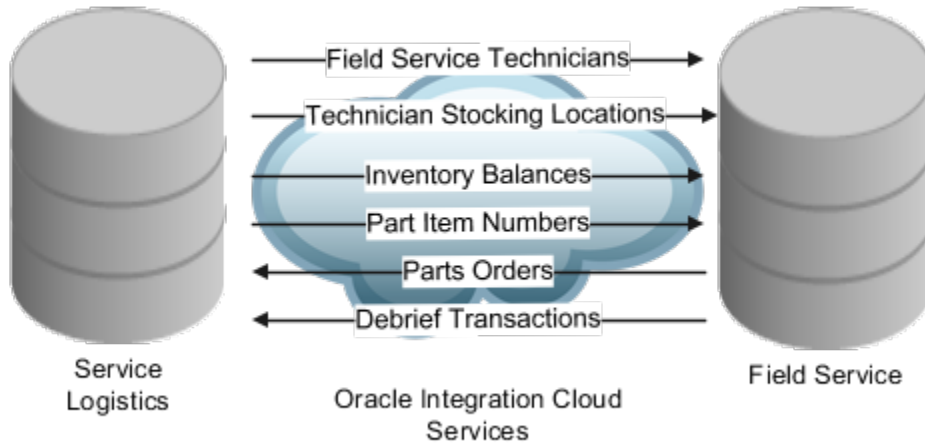 Field Service Technicians
Technician Stocking Locations
Inventory Balances
Part Item Numbers
Parts Orders
Debrief Transactions
Service
Logistics
Oracle Integration Cloud
Services
Field Service